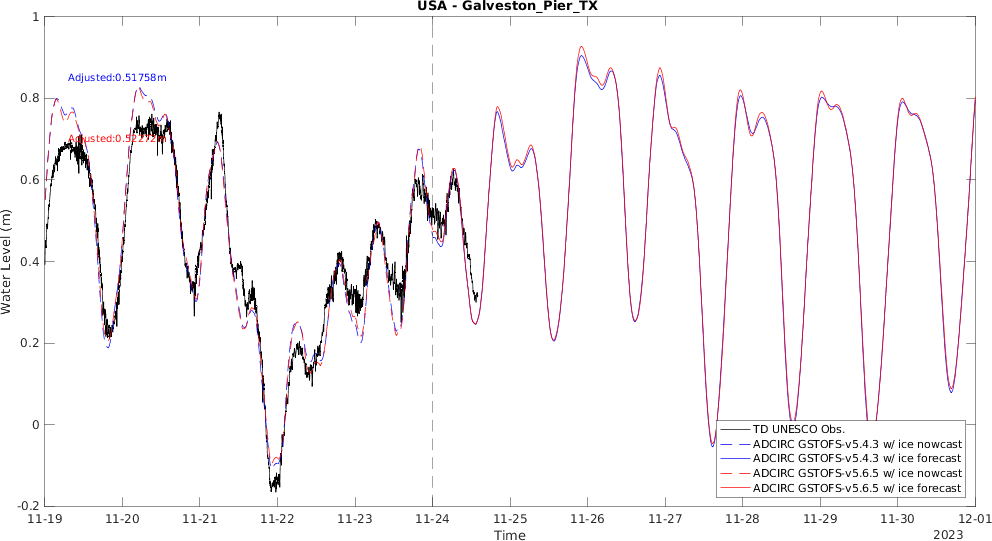 USA - Galveston_Pier_TX
Water Level (m)
1
0.8
0.6
0.4
0.2
0
-0.2
Adjusted:0.51758m
Adjusted:0.52272m
TD UNESCO Obs.
ADCIRC GSTOFS-v5.4.3 w/ ice nowcast
ADCIRC GSTOFS-v5.4.3 w/ ice forecast
ADCIRC GSTOFS-v5.6.5 w/ ice nowcast
ADCIRC GSTOFS-v5.6.5 w/ ice forecast
11-19 11-20 11-21 11-22 11-23 11-24 11-25 11-26 11-27 11-28 11-29 11-30 12-01
Time
2023